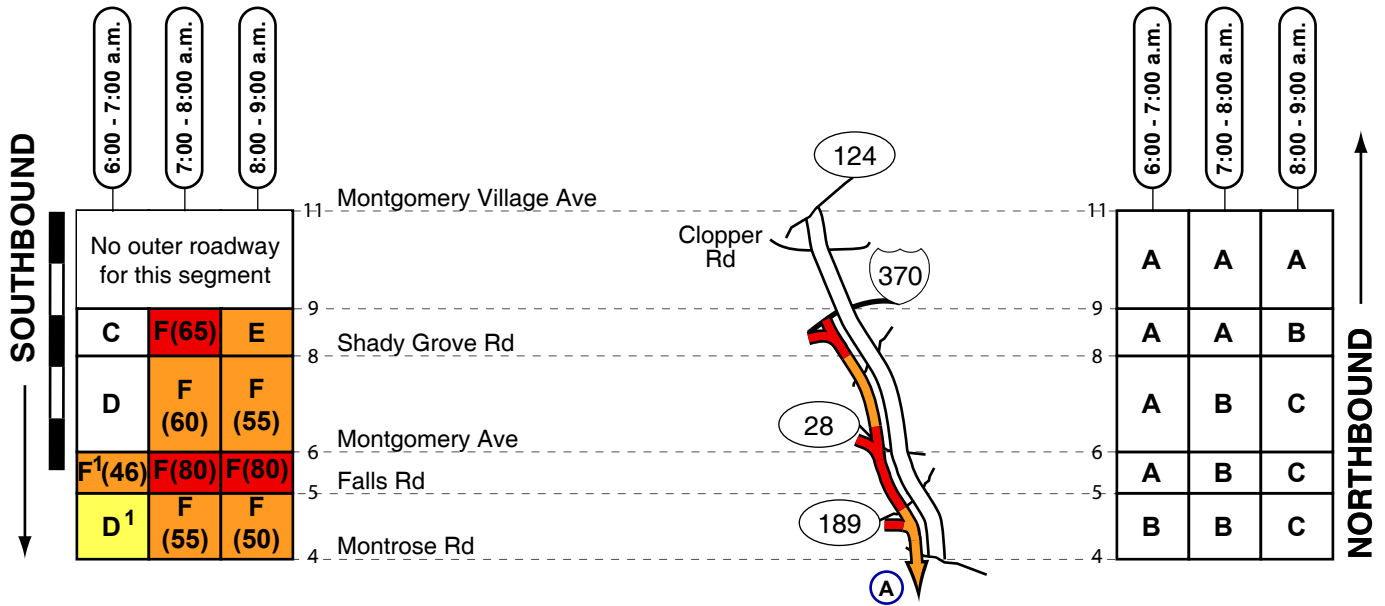 6:00 - 7:00 a.m.
7:00 - 8:00 a.m.
8:00 - 9:00 a.m.
6:00 - 7:00 a.m.
7:00 - 8:00 a.m.
8:00 - 9:00 a.m.
SOUTHBOUND
NORTHBOUND
124
11 Montgomery Village Ave 11
No outer roadway
for this segment
Clopper
Rd
370
A A A
9 9
C F(65) E
A A B
8 Shady Grove Rd 8
D F F
(60) (55)
A B C
28
6 Montgomery Ave 6
F¹(46) F(80) F(80)
A B C
5 Falls Rd 5
189
D¹ F F
(55) (50)
B B C
4 Montrose Rd 4
A